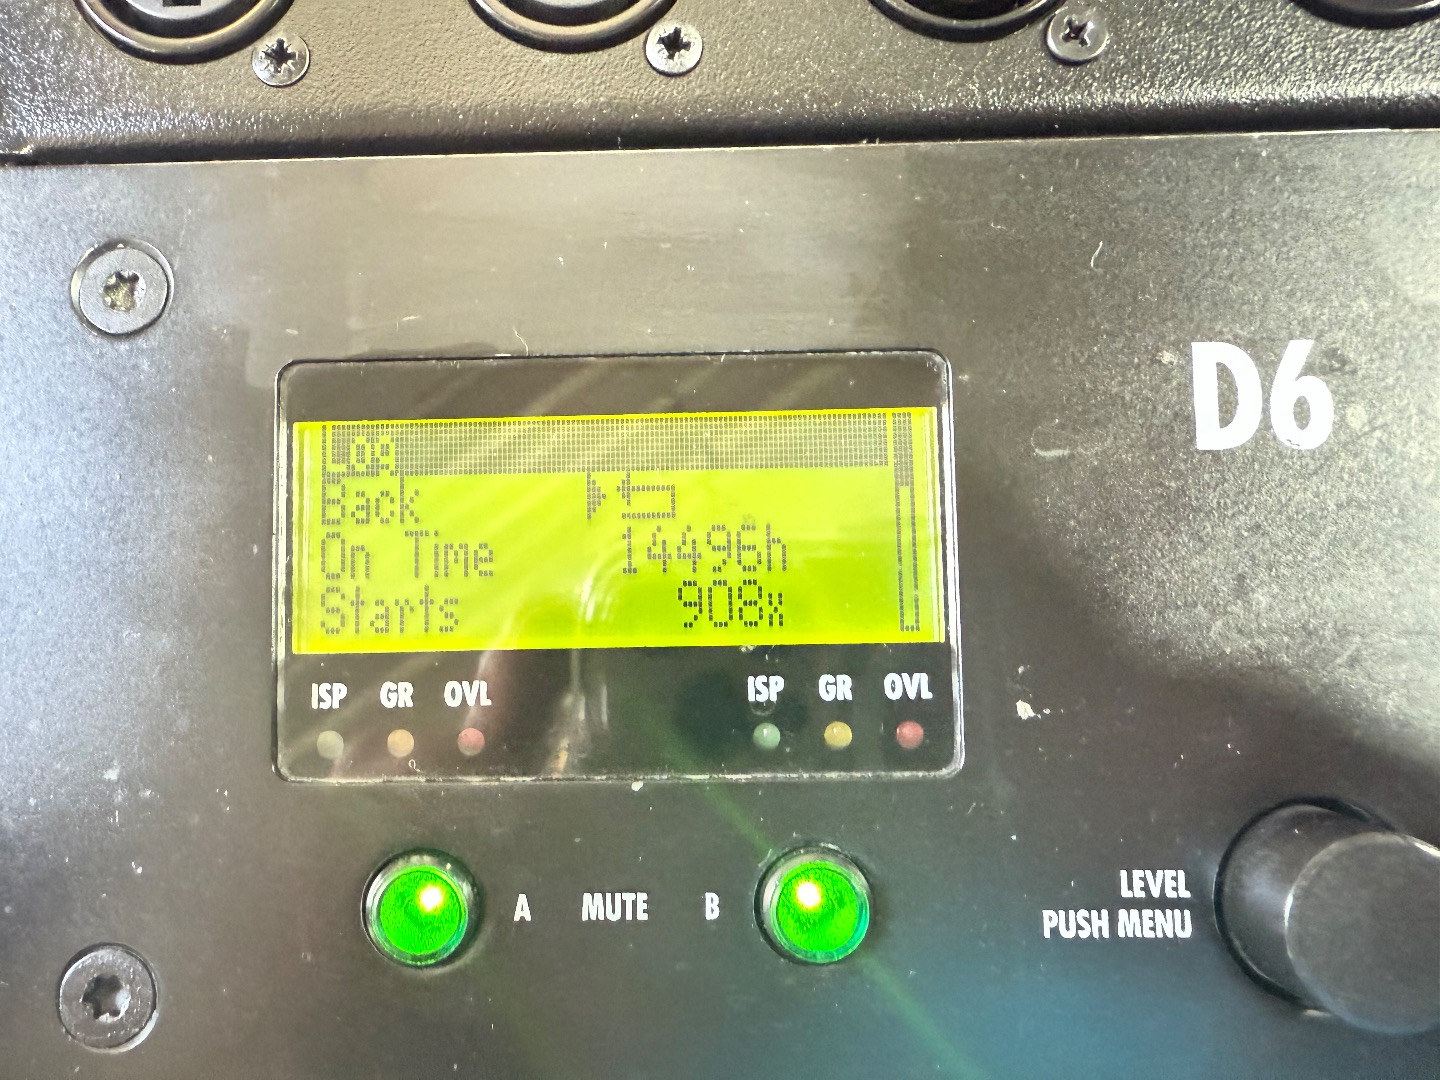 D6
Log
Back
On Time 14496h
Starts 908x
ISP GR OVL
ISP GR OVL
A MUTE B
LEVEL
PUSH MENU